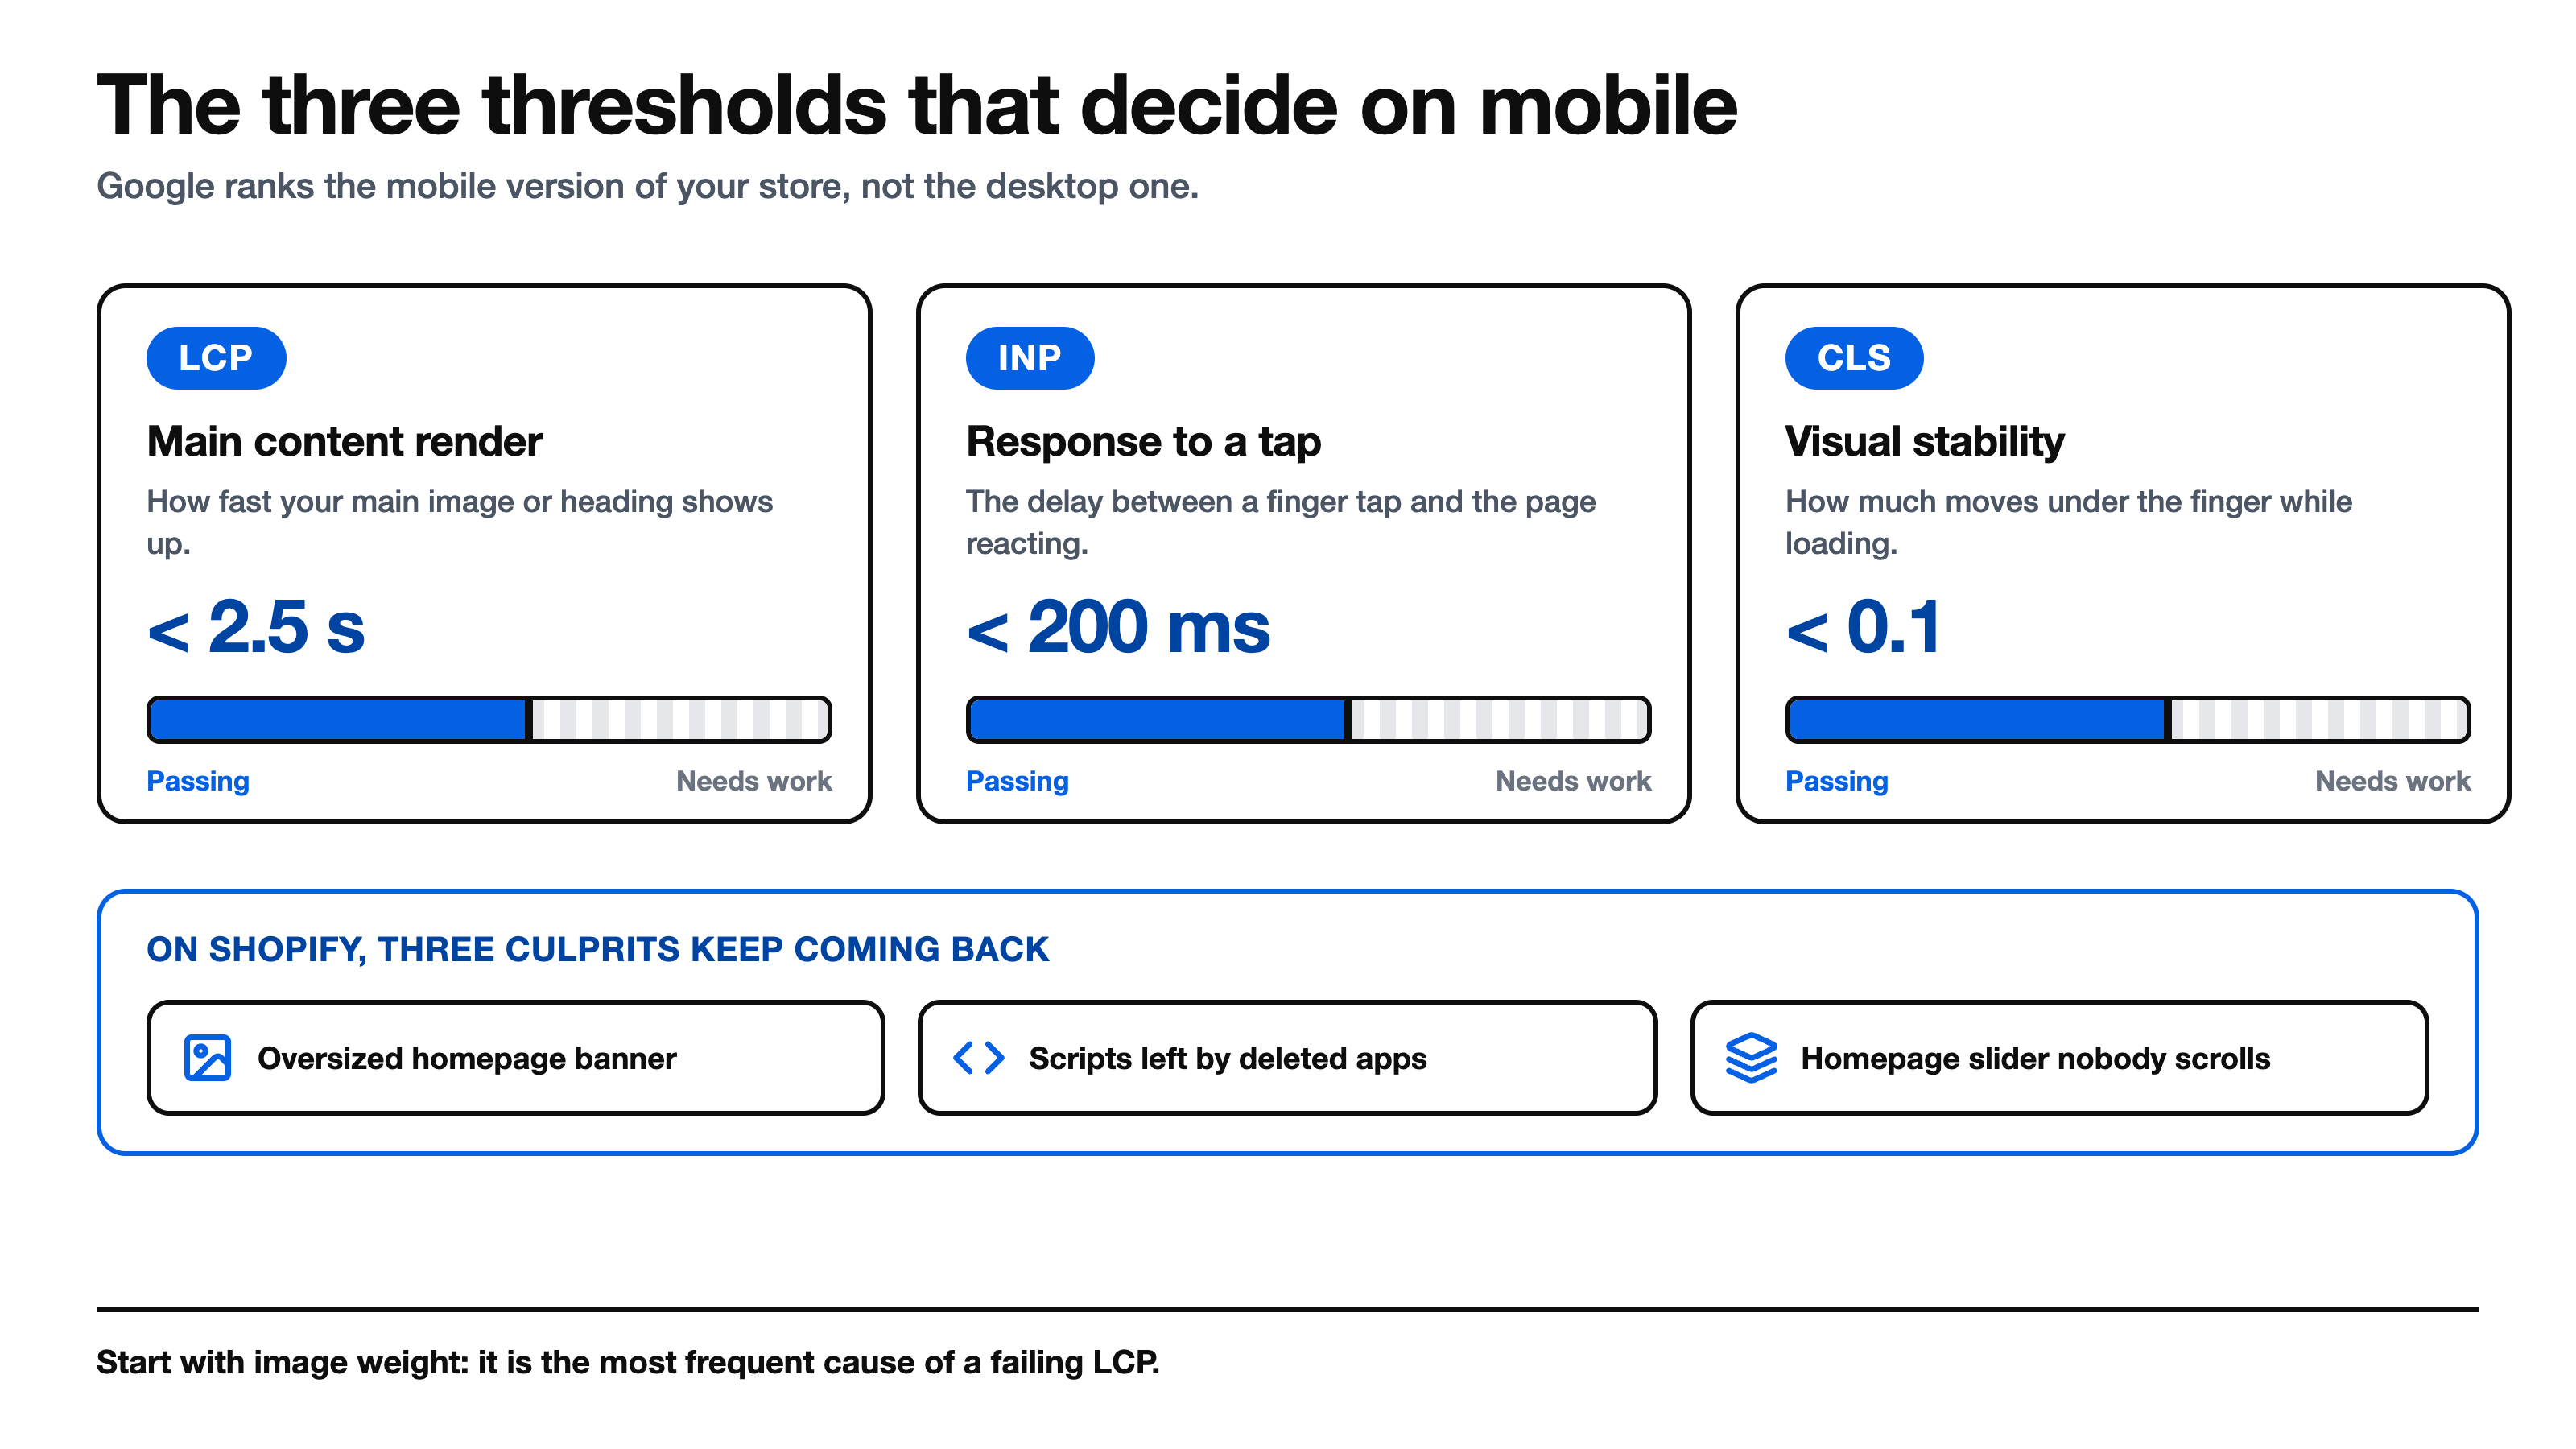 The three thresholds that decide on mobile
Google ranks the mobile version of your store, not the desktop one.
LCP
Main content render
How fast your main image or heading shows
up.
< 2.5 s
Passing
Needs work
INP
Response to a tap
The delay between a finger tap and the page
reacting.
< 200 ms
Passing
Needs work
CLS
Visual stability
How much moves under the finger while
loading.
< 0.1
Passing
Needs work
ON SHOPIFY, THREE CULPRITS KEEP COMING BACK
Oversized homepage banner
Scripts left by deleted apps
Homepage slider nobody scrolls
Start with image weight: it is the most frequent cause of a failing LCP.